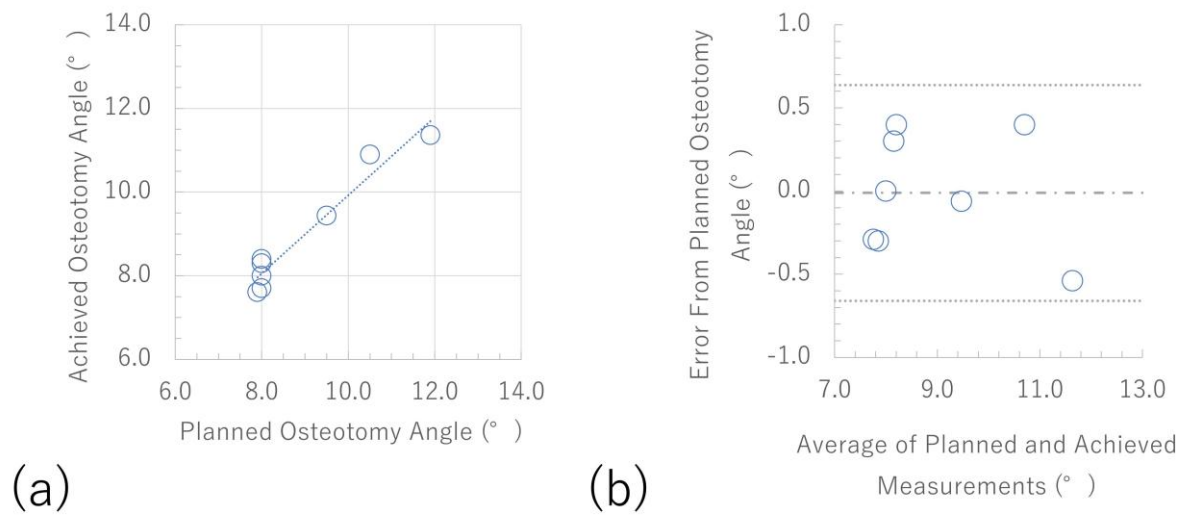 14.0
12.0
10.0
8.0
6.0
6.0 8.0 10.0 12.0 14.0
Achieved Osteotomy Angle (° )
Planned Osteotomy Angle (° )
(a)
1.0
0.5
0.0
-0.5
-1.0
7.0 9.0 11.0 13.0
Error From Planned Osteotomy
Angle (° )
Average of Planned and Achieved
Measurements (° )
(b)